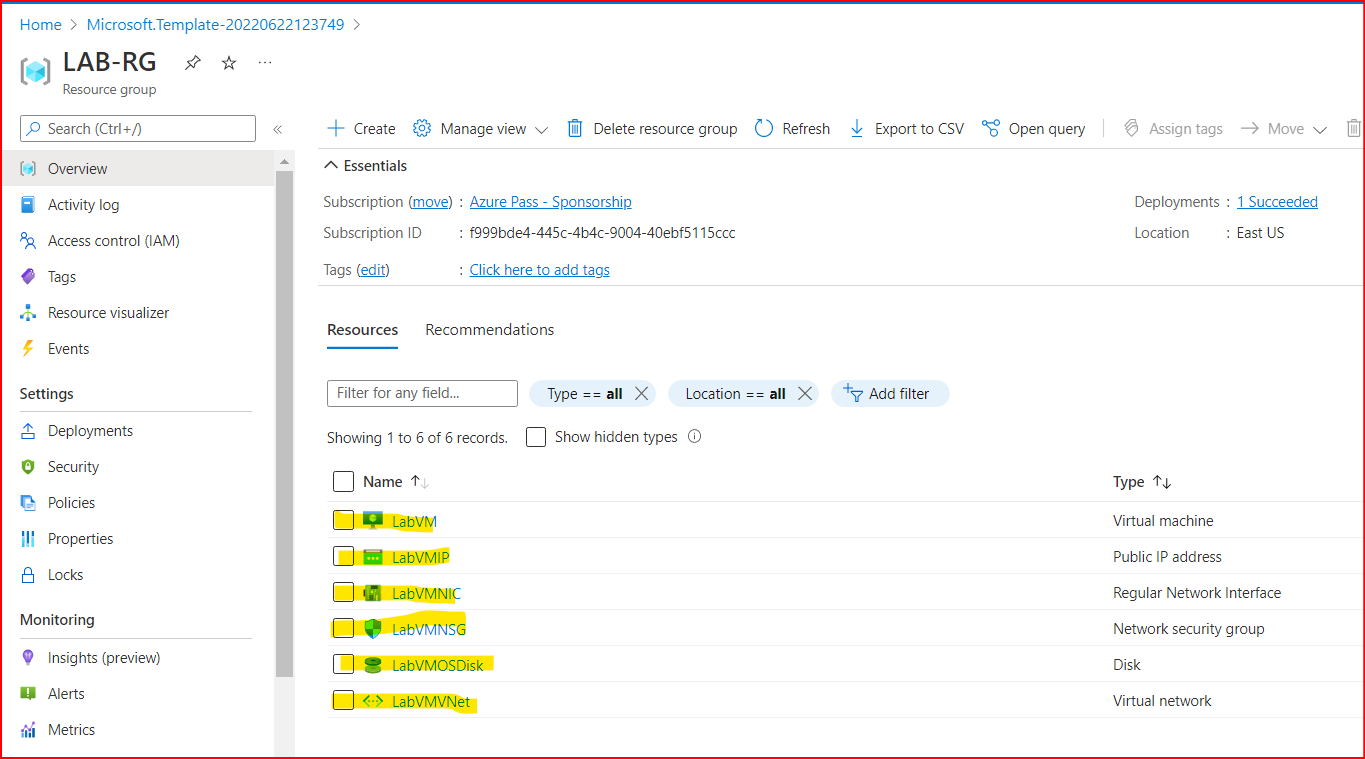 Home > Microsoft.Template-20220622123749 >
LAB-RG ...
Resource group
Search (Ctrl+/) «
Create Manage view Delete resource group Refresh Export to CSV Open query Assign tags Move
Overview
Activity log
Access control (IAM)
Tags
Resource visualizer
Events
Settings
Deployments
Security
Policies
Properties
Locks
Monitoring
Insights (preview)
Alerts
Metrics
Essentials
Subscription (move) : Azure Pass - Sponsorship
Subscription ID : f999bde4-445c-4b4c-9004-40ebf5115ccc
Tags (edit) : Click here to add tags
Deployments : 1 Succeeded
Location : East US
Resources Recommendations
Filter for any field... Type == all Location == all Add filter
Showing 1 to 6 of 6 records. Show hidden types
Name Type
LabVM Virtual machine
LabVMIP Public IP address
LabVMNIC Regular Network Interface
LabVMNSG Network security group
LabVMOSDisk Disk
LabVMVNet Virtual network